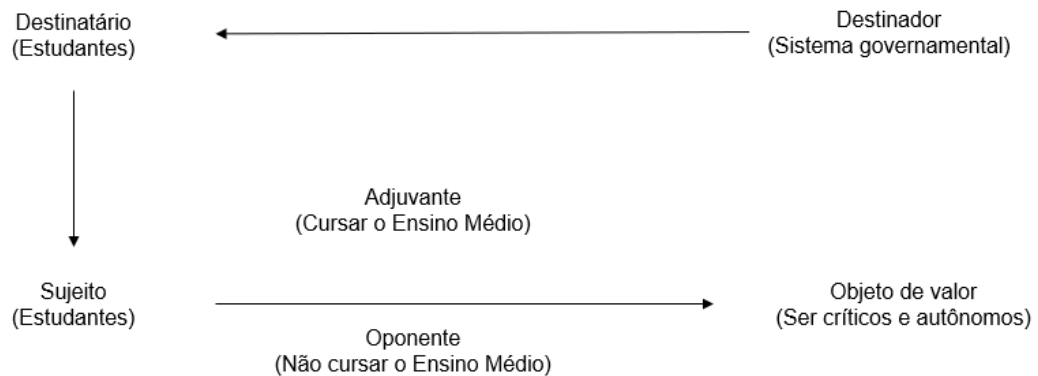 Destinatário
(Estudantes)
Destinador
(Sistema governamental)
Adjuvante
(Cursar o Ensino Médio)
Sujeito
(Estudantes)
Objeto de valor
(Ser críticos e autônomos)
Oponente
(Não cursar o Ensino Médio)